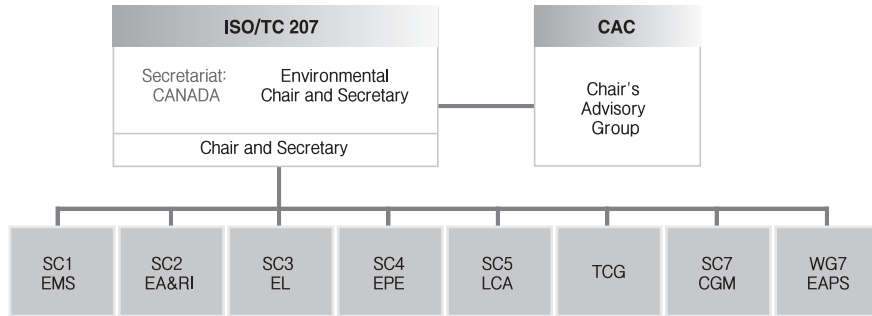 ISO/TC 207
Secretariat:
CANADA
Environmental
Chair and Secretary
Chair and Secretary
CAC
Chair's
Advisory
Group
SC1
EMS
SC2
EA&RI
SC3
EL
SC4
EPE
SC5
LCA
TCG
SC7
CGM
WG7
EAPS